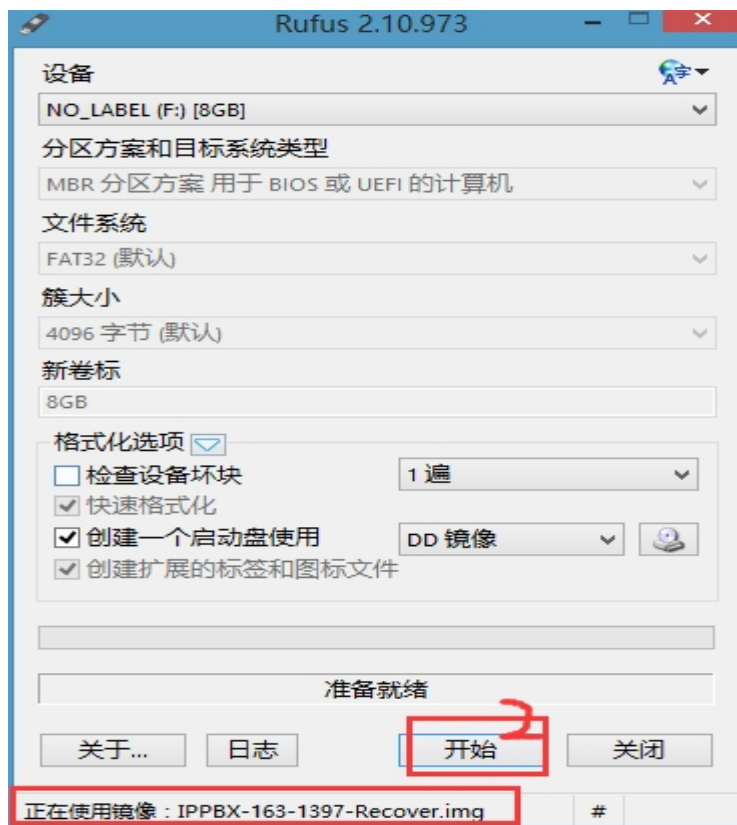 Rufus 2.10.973
设备
NO_LABEL (F:) [8GB]
分区方案和目标系统类型
MBR 分区方案 用于 BIOS 或 UEFI 的计算机
文件系统
FAT32 (默认)
簇大小
4096 字节 (默认)
新卷标
8GB
格式化选项
检查设备坏块 1 遍
快速格式化
创建一个启动盘使用 DD 镜像
创建扩展的标签和图标文件
准备就绪
关于... 日志 开始 关闭
正在使用镜像：IPPBX-163-1397-Recover.img #